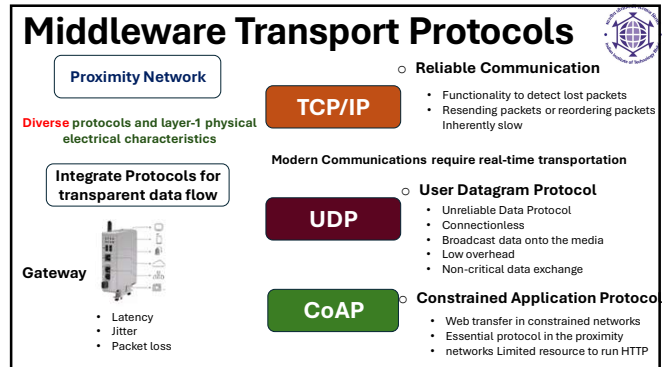 Middleware Transport Protocols
Proximity Network
Diverse protocols and layer-1 physical
electrical characteristics
Integrate Protocols for
transparent data flow
Gateway
• Latency
• Jitter
• Packet loss
TCP/IP
○ Reliable Communication
• Functionality to detect lost packets
• Resending packets or reordering packets
Inherently slow
Modern Communications require real-time transportation
UDP
○ User Datagram Protocol
• Unreliable Data Protocol
• Connectionless
• Broadcast data onto the media
• Low overhead
• Non-critical data exchange
CoAP
○ Constrained Application Protocol
• Web transfer in constrained networks
• Essential protocol in the proximity
• networks Limited resource to run HTTP